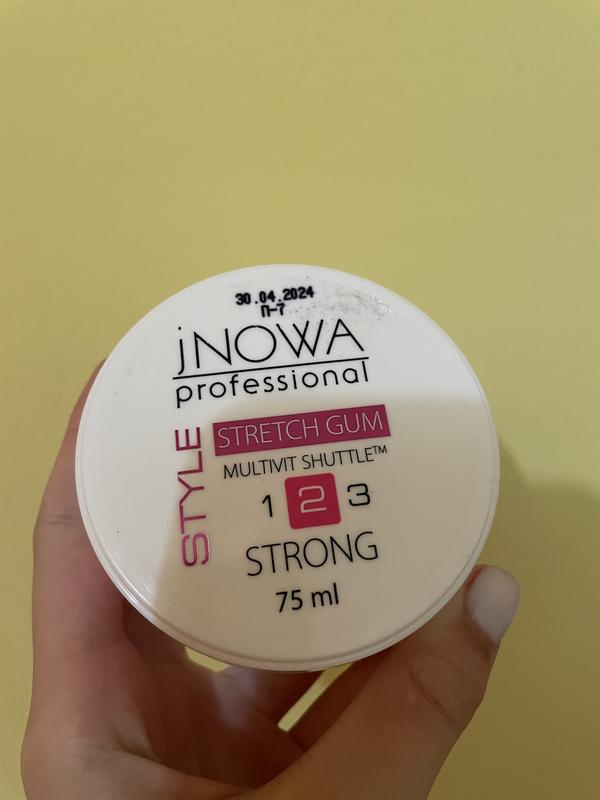 30.04.2024
П-7
jNOWA
professional
STYLE
STRETCH GUM
MULTIVIT SHUTTLE™
1 2 3
STRONG
75 ml